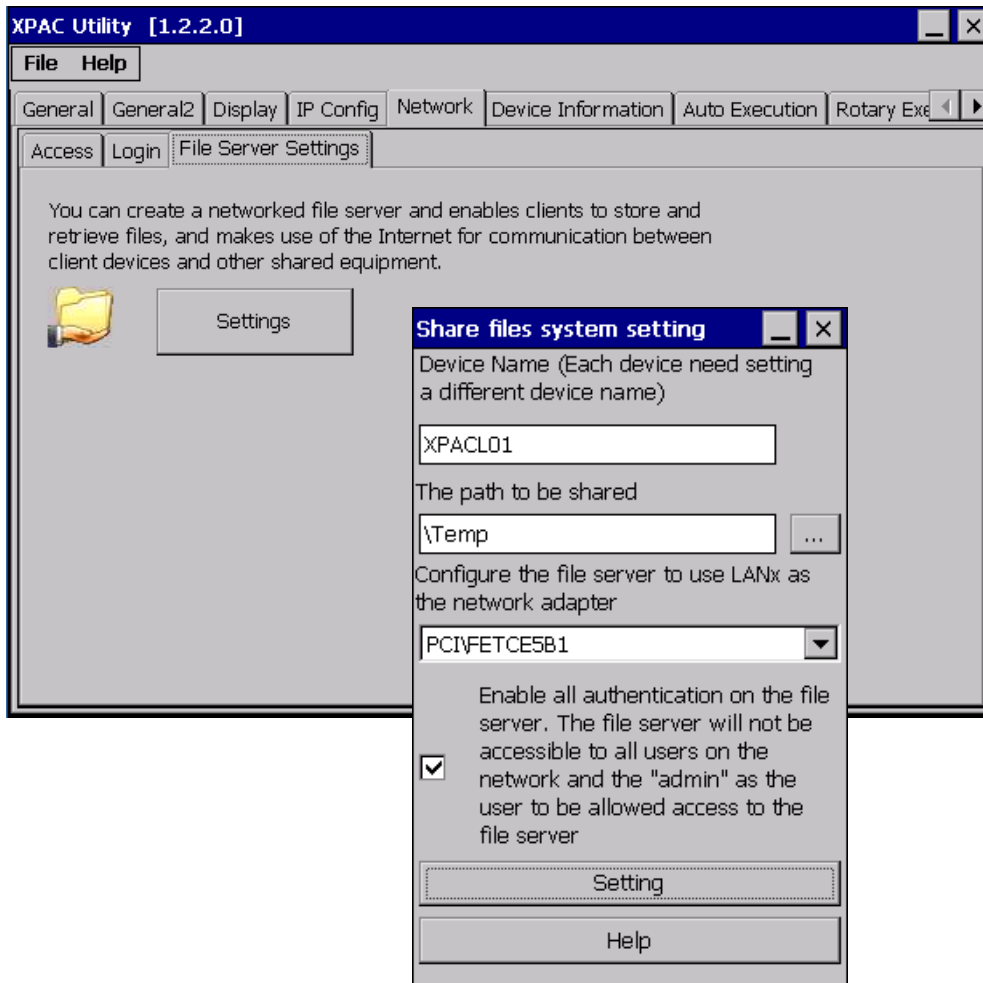 XPAC Utility [1.2.2.0]
File Help
General General2 Display IP Config Network Device Information Auto Execution Rotary Exe
Access Login File Server Settings
You can create a networked file server and enables clients to store and
retrieve files, and makes use of the Internet for communication between
client devices and other shared equipment.
Settings
Share files system setting
Device Name (Each device need setting
a different device name)
XPACL01
The path to be shared
\Temp
...
Configure the file server to use LANx as
the network adapter
PCI\FETCE5B1
Enable all authentication on the file
server. The file server will not be
accessible to all users on the
network and the "admin" as the
user to be allowed access to the
file server
Setting
Help